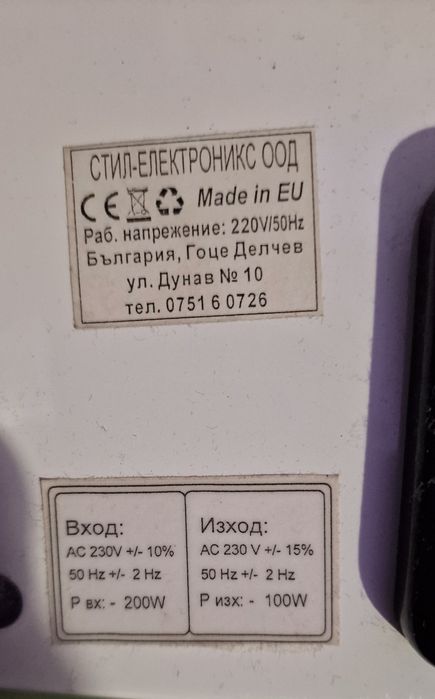 СТИЛ-ЕЛЕКТРОНИКС ООД
CE Made in EU
Раб. напрежение: 220V/50Hz
България, Гоце Делчев
ул. Дунав № 10
тел. 0751 6 0726
Вход:
AC 230V +/- 10%
50 Hz +/- 2 Hz
Р вх: - 200W
Изход:
AC 230 V +/- 15%
50 Hz +/- 2 Hz
Р изх: - 100W